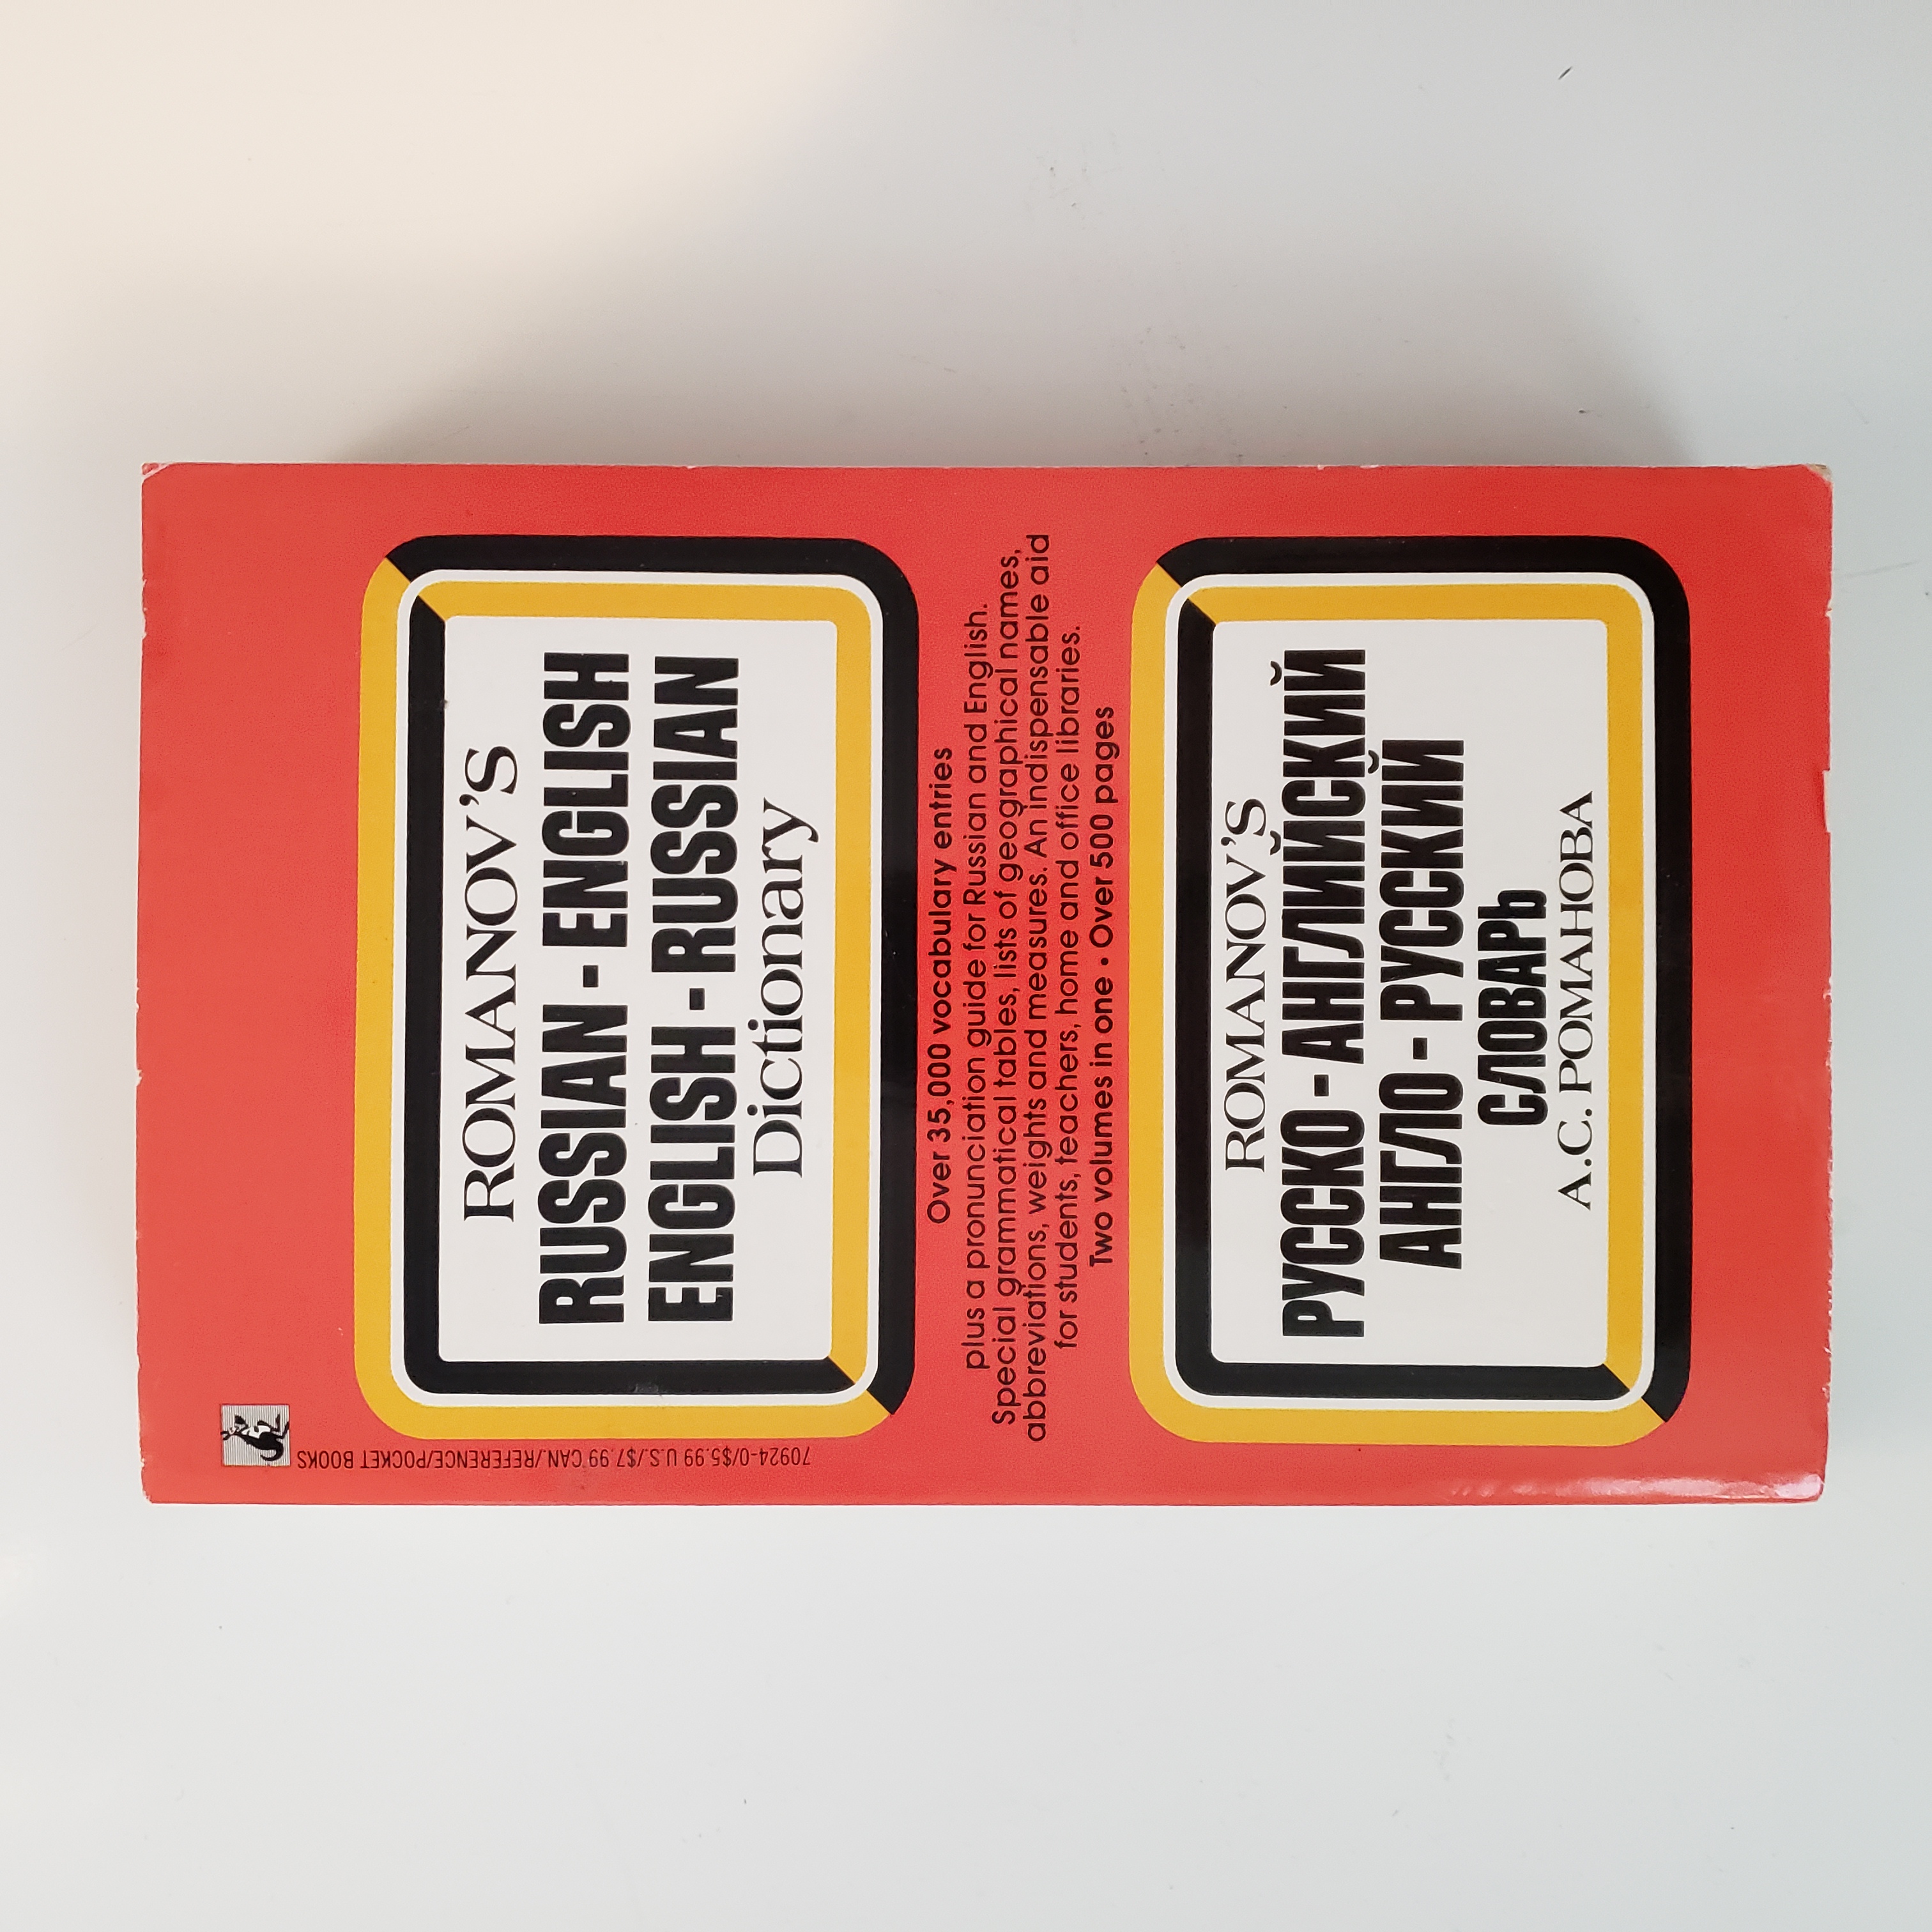 70924-0/$5.99 U.S./$7.99 CAN./REFERENCE/POCKET BOOKS
ROMANOV'S
RUSSIAN - ENGLISH
ENGLISH - RUSSIAN
Dictionary
Over 35,000 vocabulary entries
plus a pronunciation guide for Russian and English.
Special grammatical tables, lists of geographical names,
abbreviations, weights and measures. An indispensable aid
for students, teachers, home and office libraries.
Two volumes in one • Over 500 pages
ROMANOV'S
РУССКО - АНГЛИЙСКИЙ
АНГЛО - РУССКИЙ
СЛОВАРЬ
А.С. РОМАНОВА